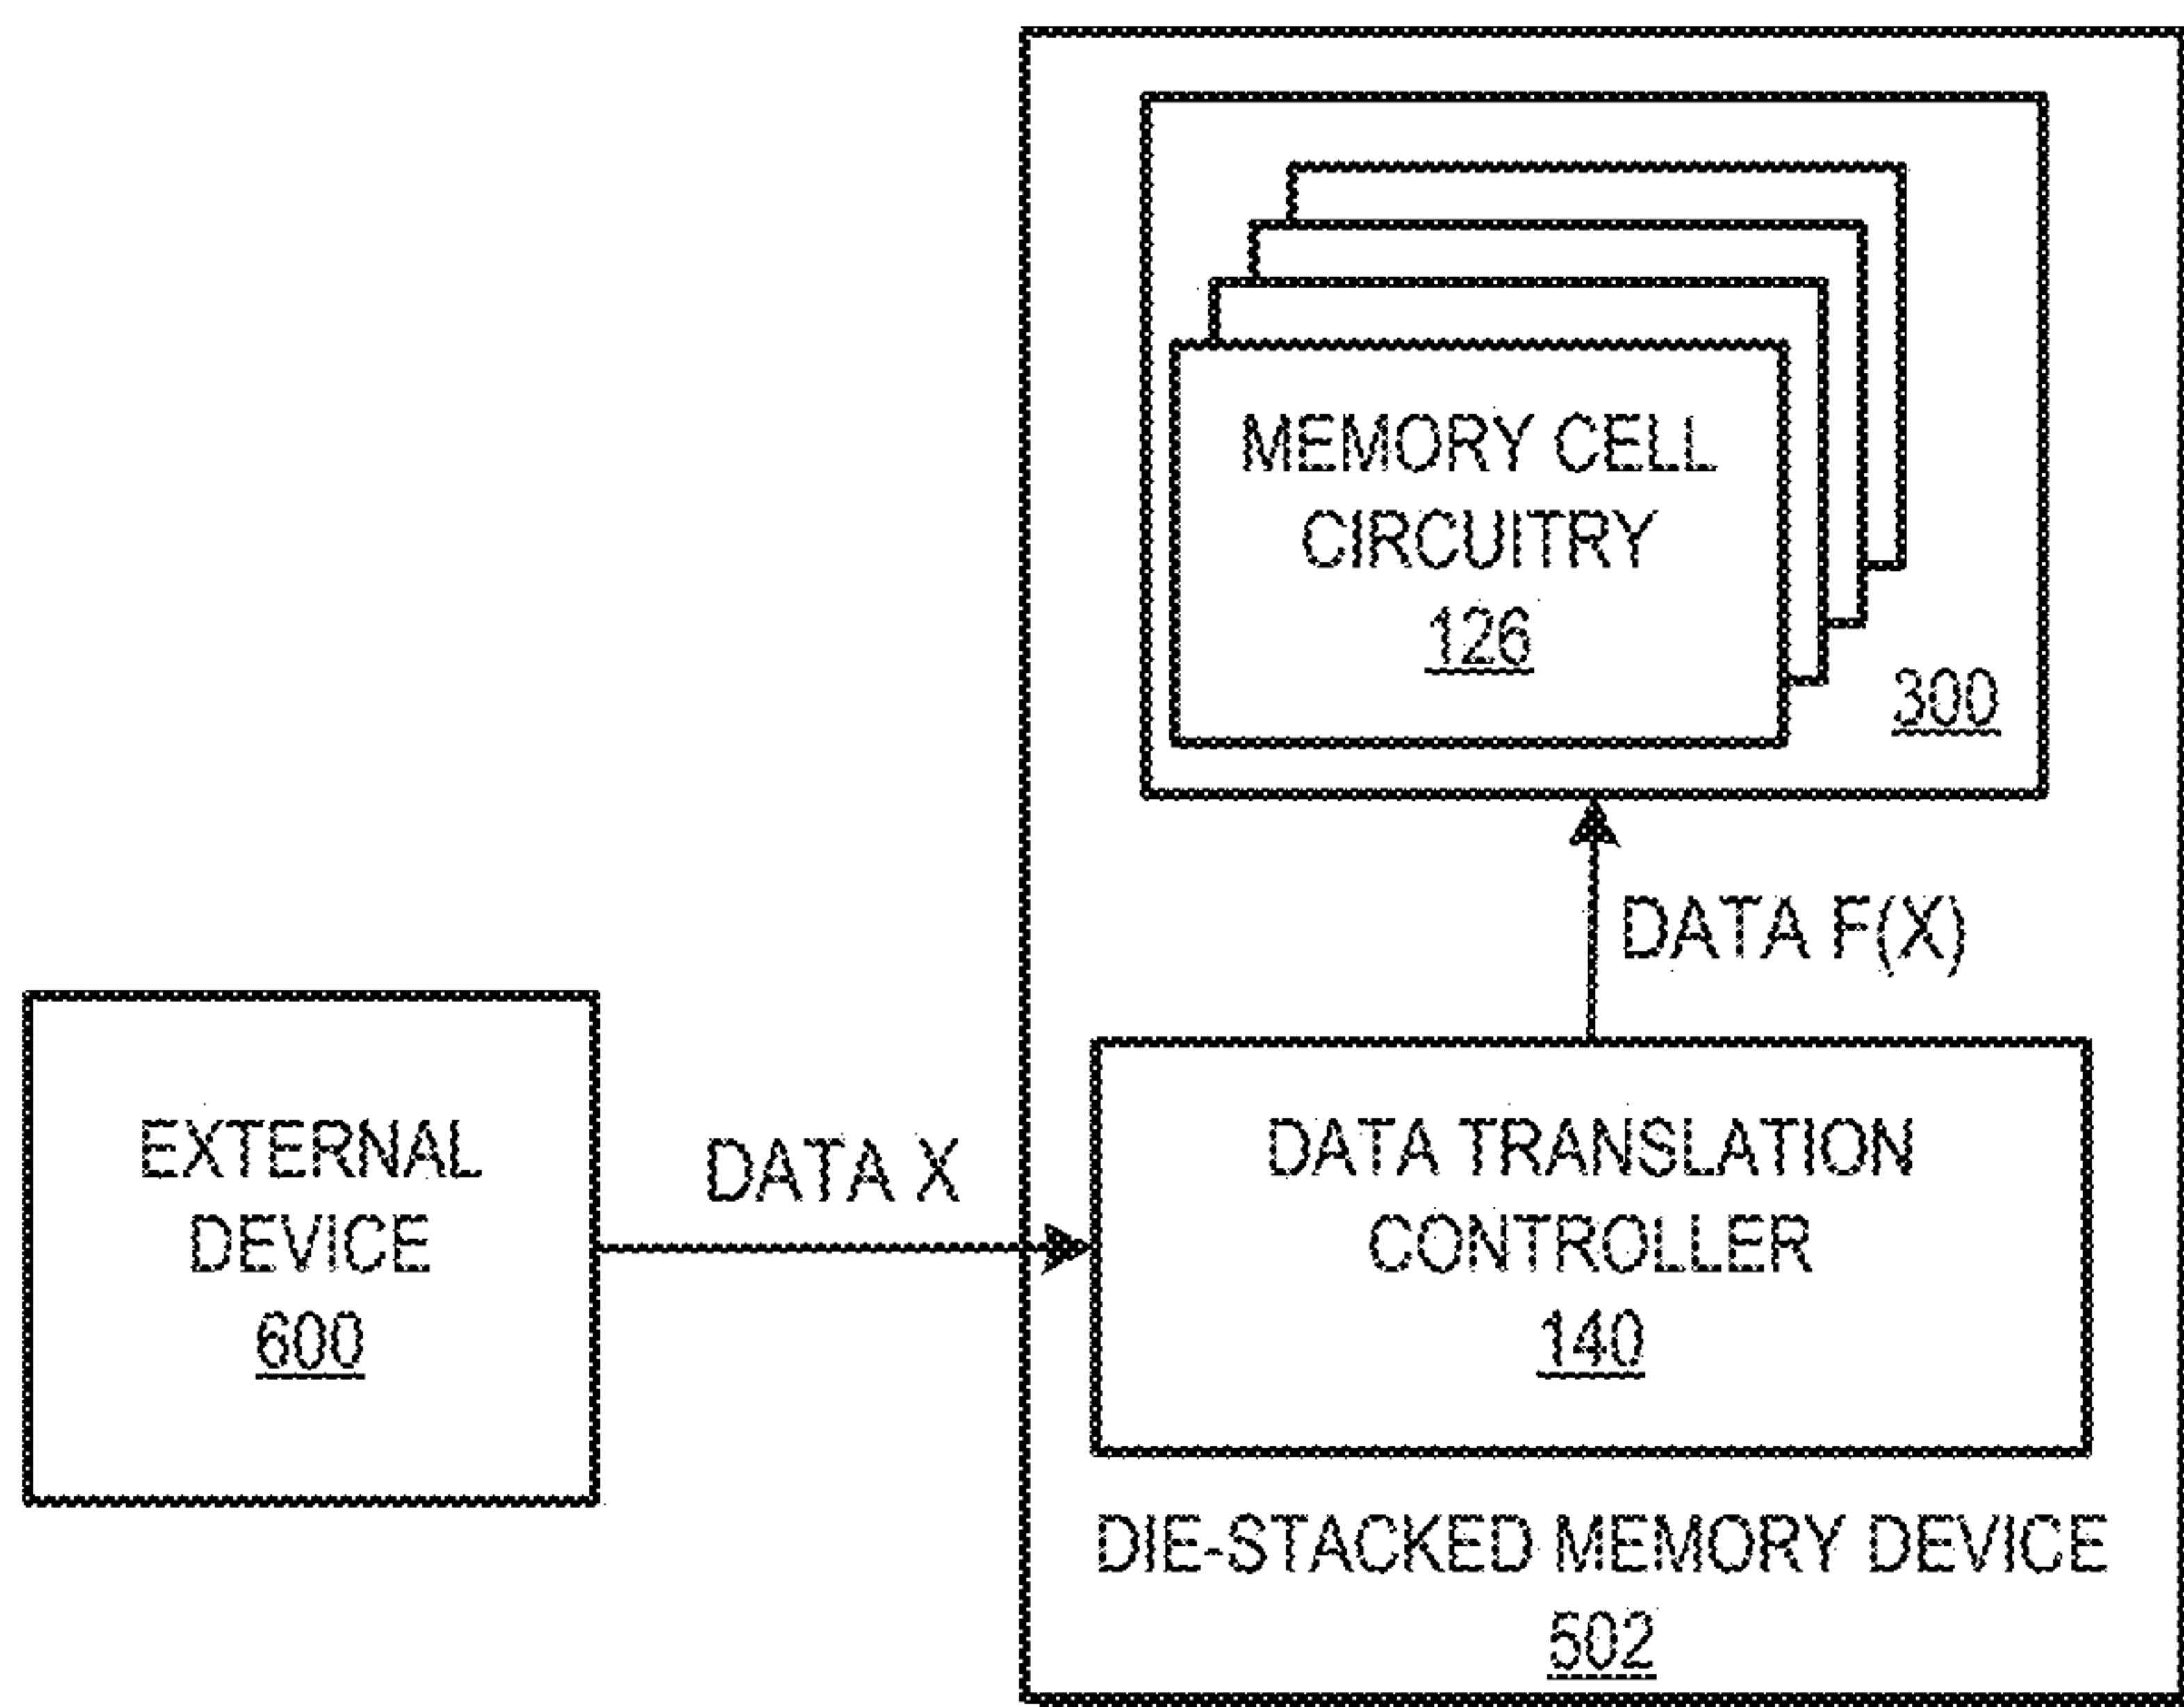 MEMORY CELL
CIRCUITRY
126
300
DATA F(X)
EXTERNAL
DEVICE
600
DATA X
DATA TRANSLATION
CONTROLLER
140
DIE-STACKED MEMORY DEVICE
502